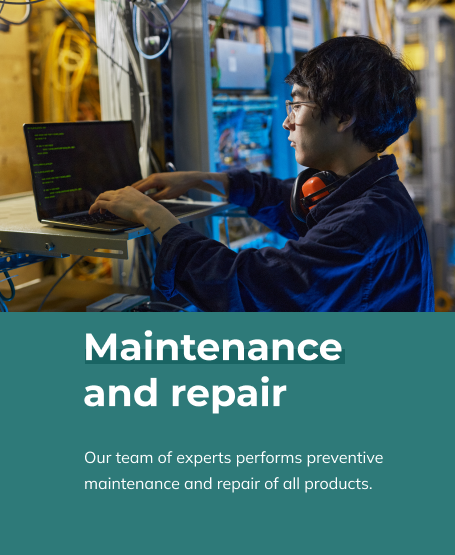 Maintenance
and repair
Our team of experts performs preventive
maintenance and repair of all products.